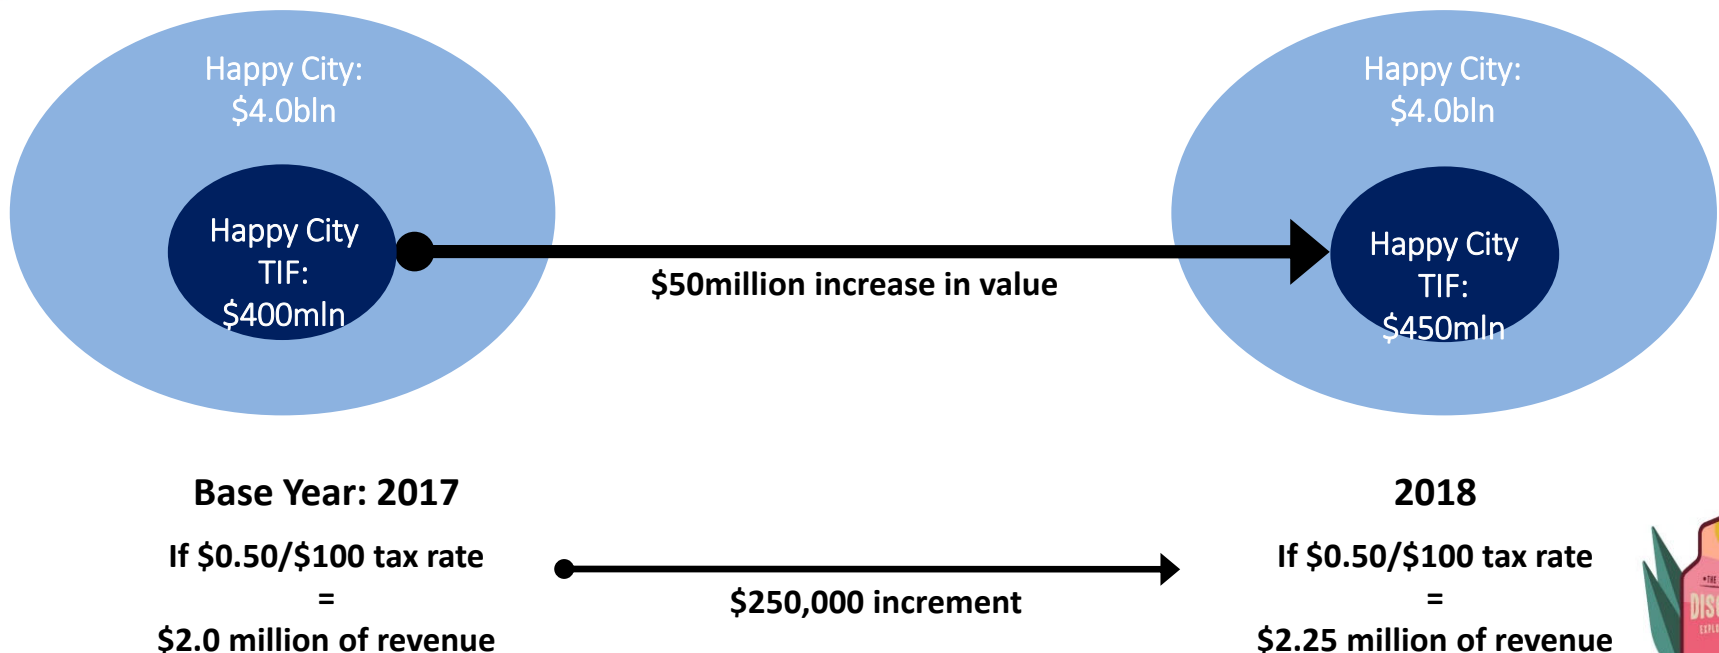 Happy City:
$4.0bln
Happy City
TIF:
$400mln
$50million increase in value
Happy City:
$4.0bln
Happy City
TIF:
$450mln
Base Year: 2017
If $0.50/$100 tax rate
=
$2.0 million of revenue
$250,000 increment
2018
If $0.50/$100 tax rate
=
$2.25 million of revenue
THE